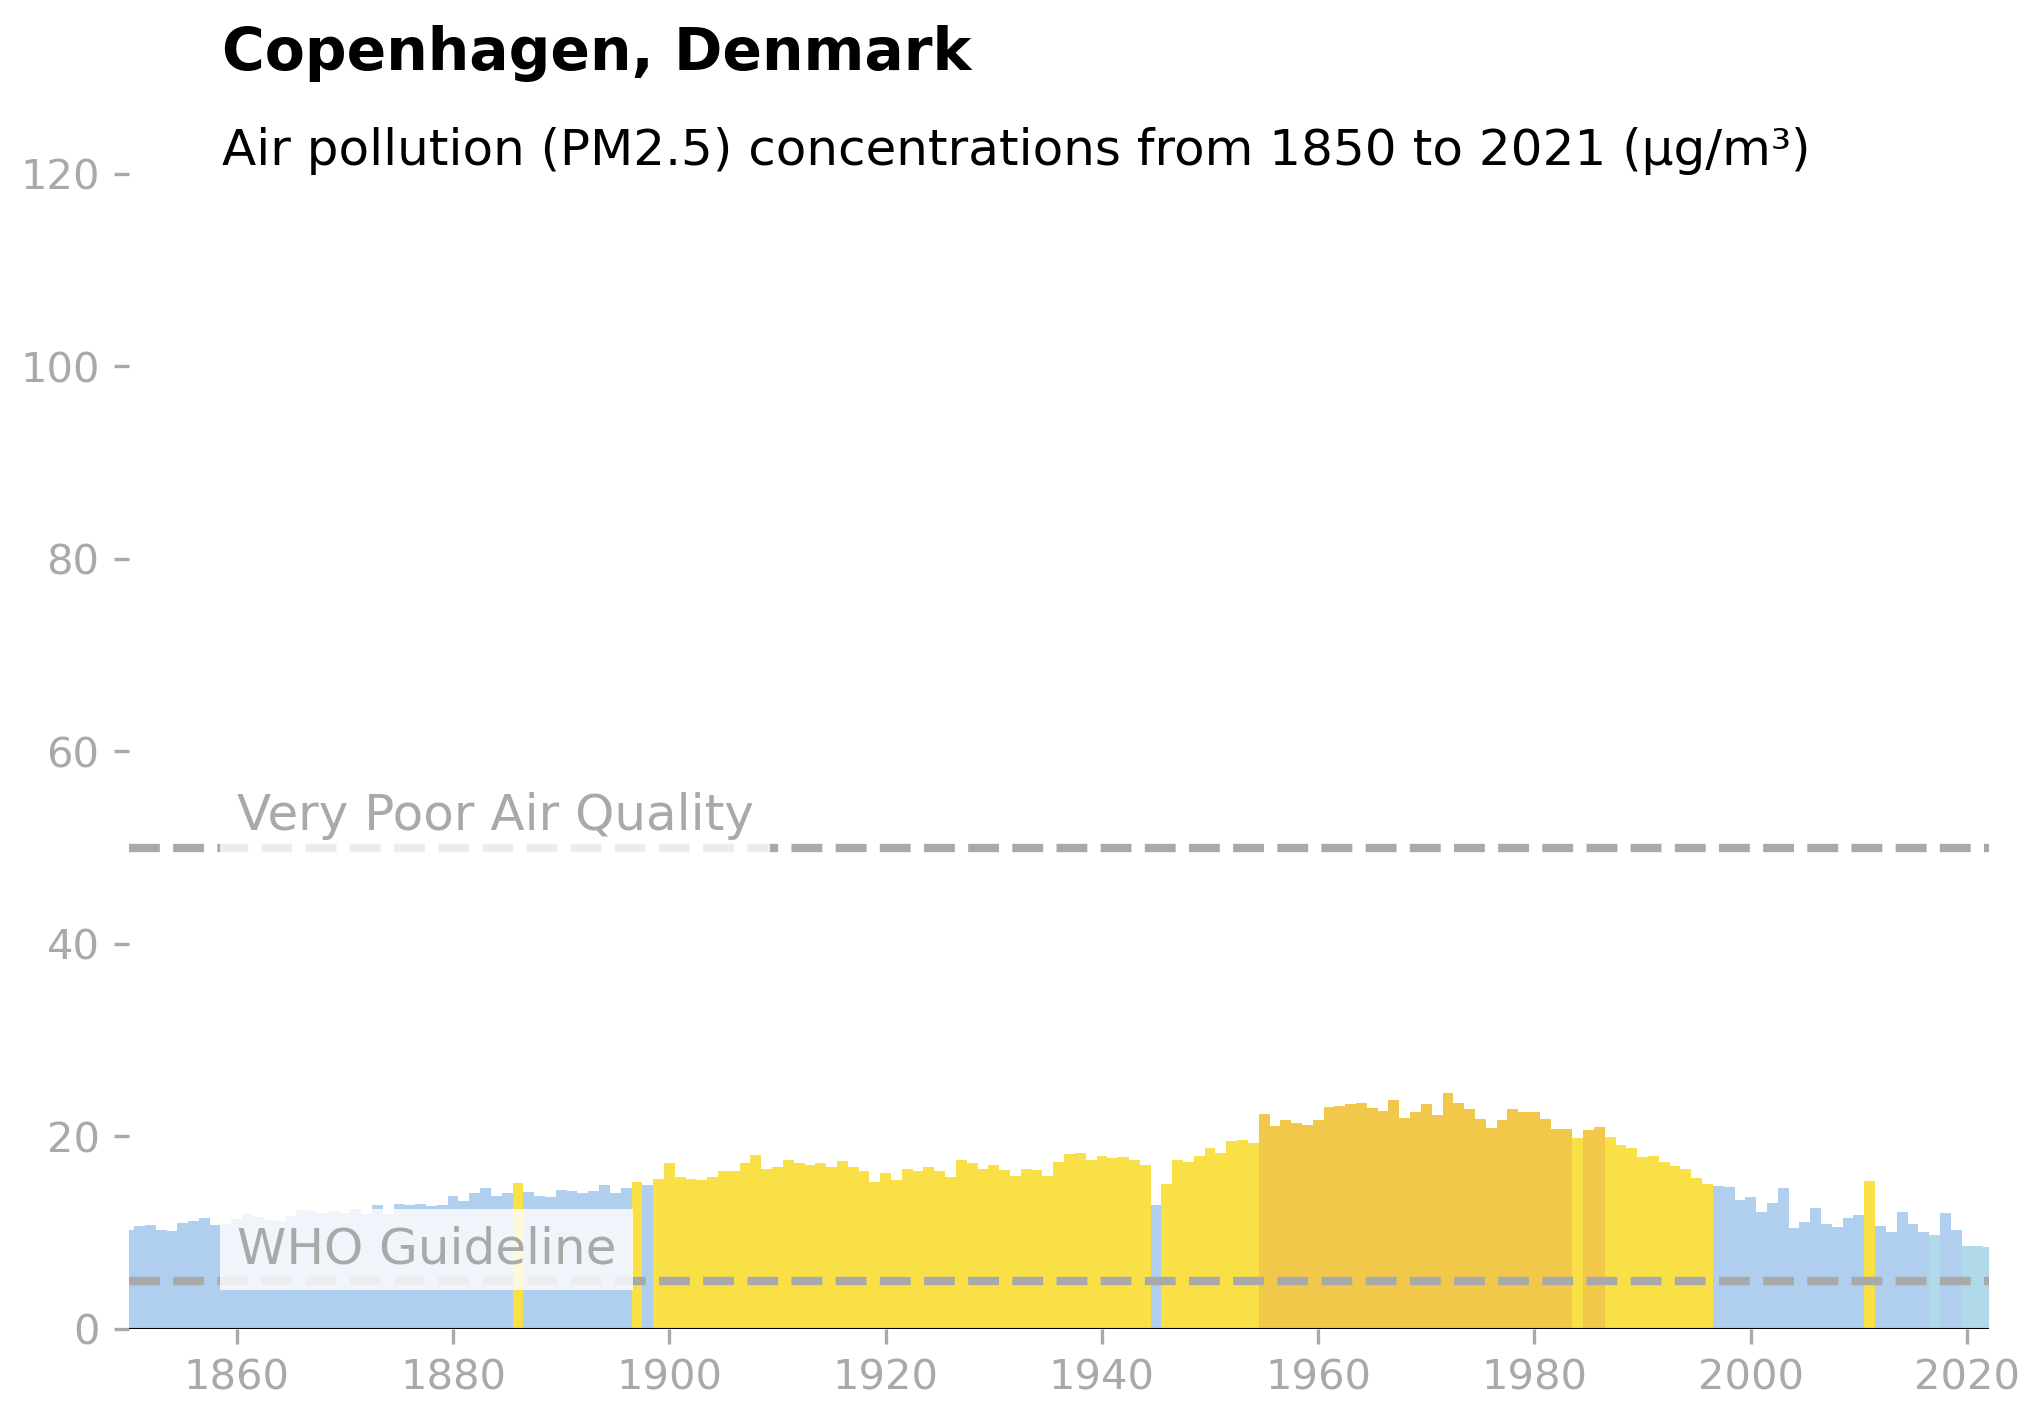 Copenhagen, Denmark
Air pollution (PM2.5) concentrations from 1850 to 2021 (µg/m³)
120
100
80
60
Very Poor Air Quality
40
20
WHO Guideline
0
1860 1880 1900 1920 1940 1960 1980 2000 2020